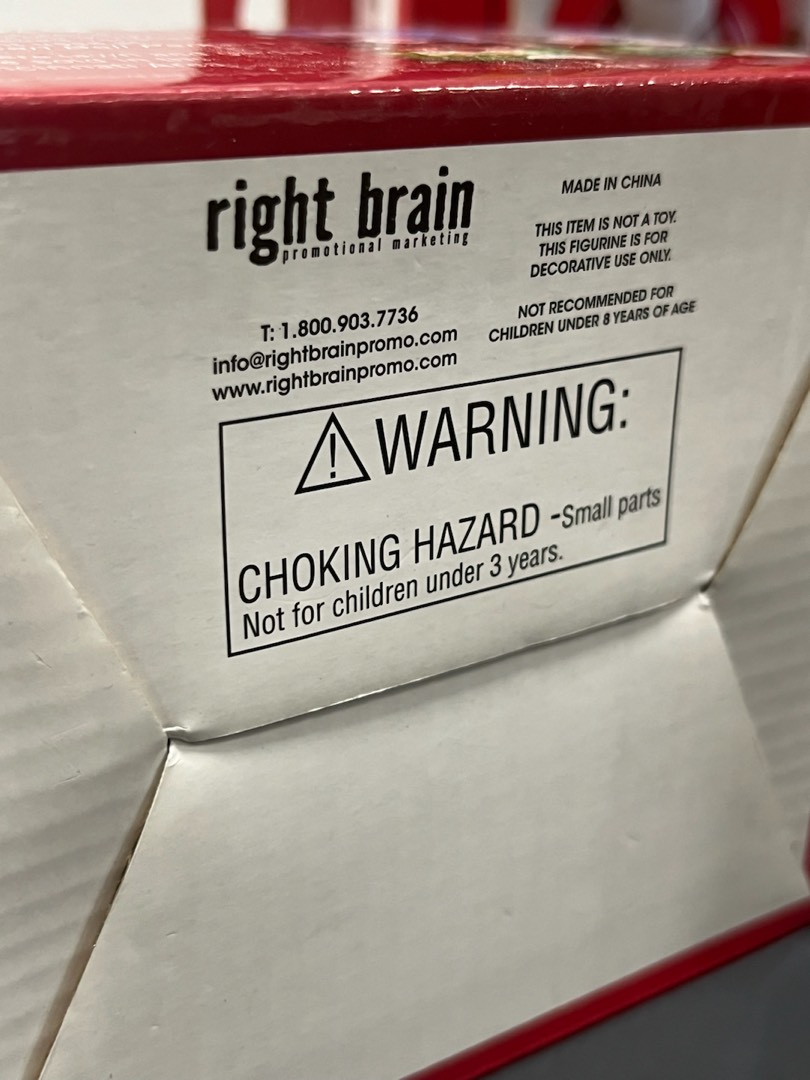 right brain
promotional marketing
T: 1.800.903.7736
info@rightbrainpromo.com
www.rightbrainpromo.com
MADE IN CHINA
THIS ITEM IS NOT A TOY.
THIS FIGURINE IS FOR
DECORATIVE USE ONLY.
NOT RECOMMENDED FOR
CHILDREN UNDER 8 YEARS OF AGE
WARNING:
CHOKING HAZARD -Small parts
Not for children under 3 years.